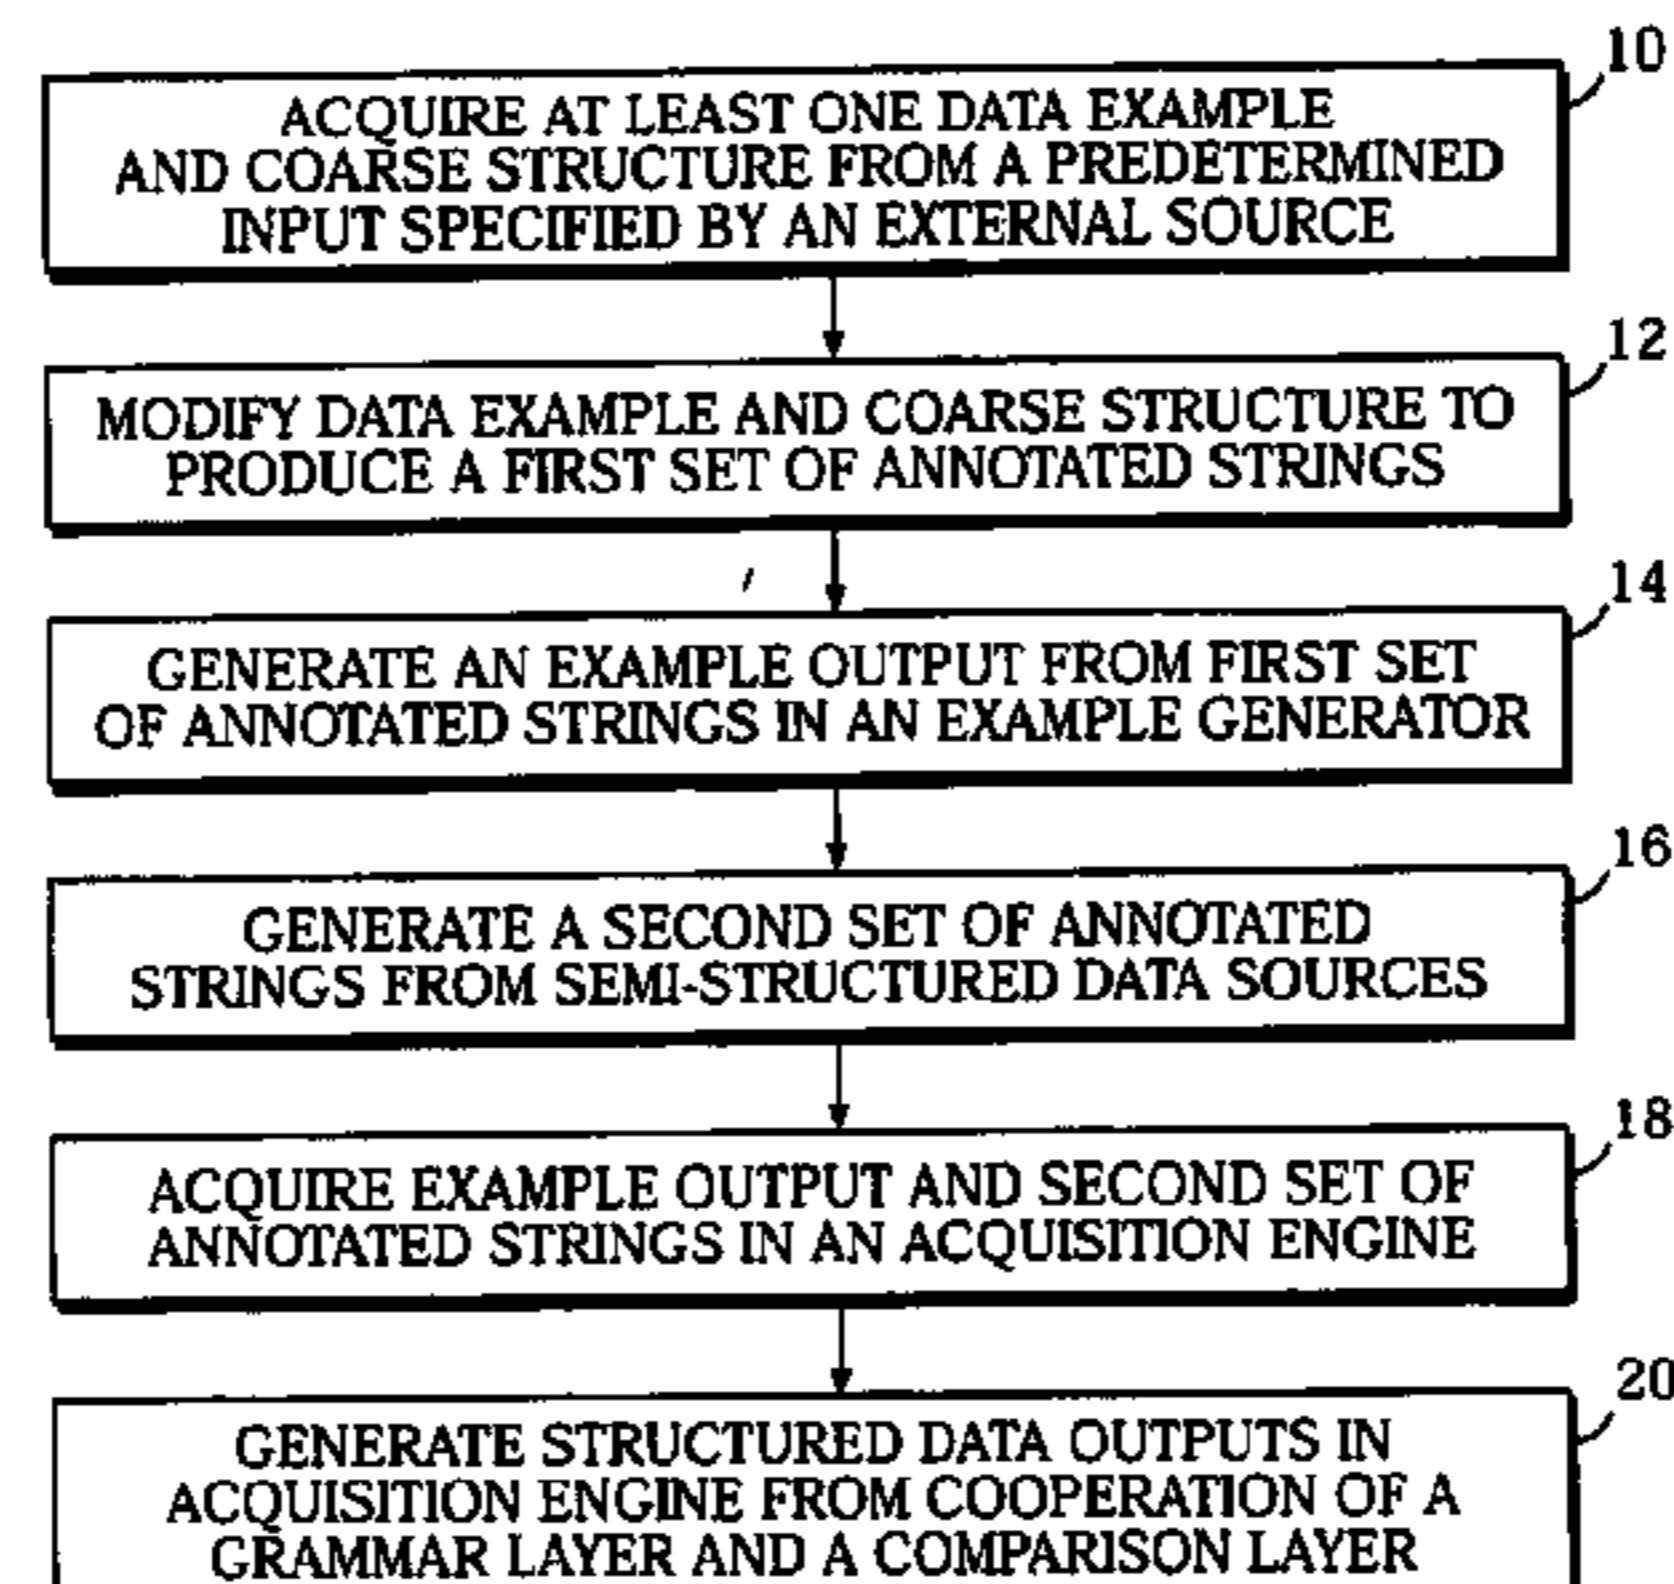 10
ACQUIRE AT LEAST ONE DATA EXAMPLE
AND COARSE STRUCTURE FROM A PREDETERMINED
INPUT SPECIFIED BY AN EXTERNAL SOURCE
12
MODIFY DATA EXAMPLE AND COARSE STRUCTURE TO
PRODUCE A FIRST SET OF ANNOTATED STRINGS
14
GENERATE AN EXAMPLE OUTPUT FROM FIRST SET
OF ANNOTATED STRINGS IN AN EXAMPLE GENERATOR
16
GENERATE A SECOND SET OF ANNOTATED
STRINGS FROM SEMI-STRUCTURED DATA SOURCES
18
ACQUIRE EXAMPLE OUTPUT AND SECOND SET OF
ANNOTATED STRINGS IN AN ACQUISITION ENGINE
20
GENERATE STRUCTURED DATA OUTPUTS IN
ACQUISITION ENGINE FROM COOPERATION OF A
GRAMMAR LAYER AND A COMPARISON LAYER